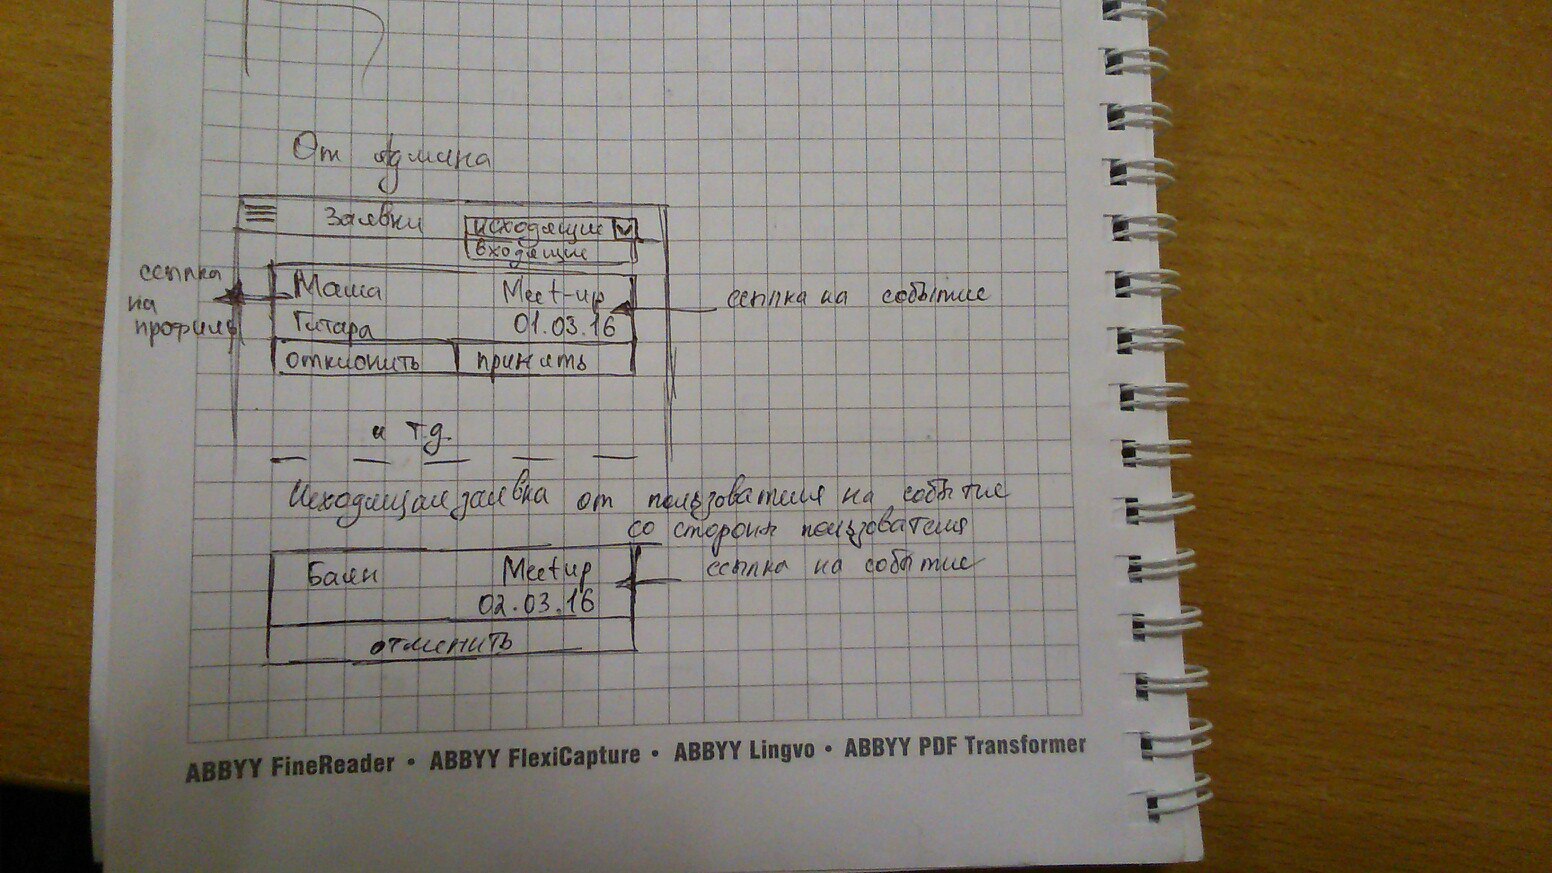 От Админа
Заявки
исходящие
входящие
ссылка
на
профиль
Маша
Meet-up
ссылка на событие
Гитара
01.03.16
отклонить
принять
и т.д.
Исходящая заявка от пользователя на событие
со стороны пользователя
Баян
Meetup
ссылка на событие
02.03.16
отменить
ABBYY FineReader • ABBYY FlexiCapture • ABBYY Lingvo • ABBYY PDF Transformer